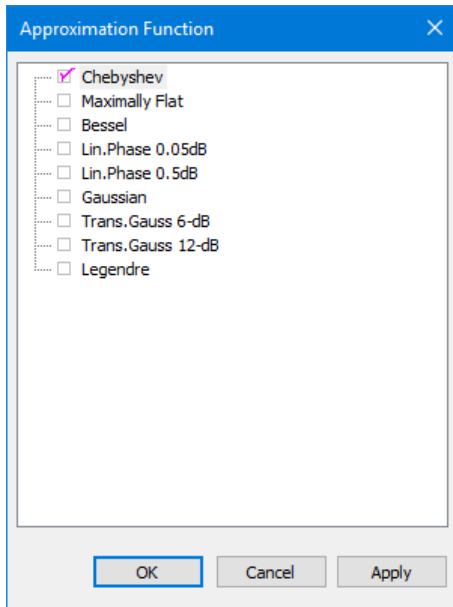 Approximation Function
Chebyshev
Maximally Flat
Bessel
Lin.Phase 0.05dB
Lin.Phase 0.5dB
Gaussian
Trans.Gauss 6-dB
Trans.Gauss 12-dB
Legendre
OK Cancel Apply